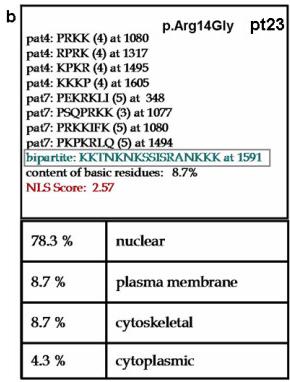 b
p.Arg14Gly pt23
pat4: PRKK (4) at 1080
pat4: RPRK (4) at 1317
pat4: KPKR (4) at 1495
pat4: KKKP (4) at 1605
pat7: PEKRKLI (5) at 348
pat7: PSQPRKK (3) at 1077
pat7: PRKKIFK (5) at 1080
pat7: PKPKRLQ (5) at 1494
bipartite: KKTNKNKSSISRANKKK at 1591
content of basic residues: 8.7%
NLS Score: 2.57
78.3 % nuclear
8.7 % plasma membrane
8.7 % cytoskeletal
4.3 % cytoplasmic